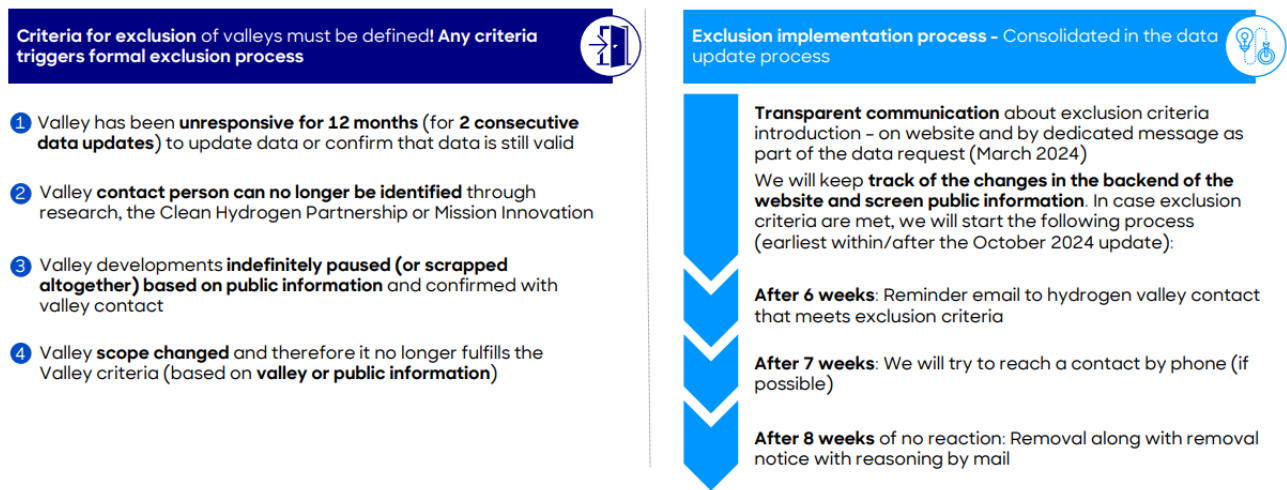 Criteria for exclusion of valleys must be defined! Any criteria
triggers formal exclusion process
1 Valley has been unresponsive for 12 months (for 2 consecutive
data updates) to update data or confirm that data is still valid
2 Valley contact person can no longer be identified through
research, the Clean Hydrogen Partnership or Mission Innovation
3 Valley developments indefinitely paused (or scrapped
altogether) based on public information and confirmed with
valley contact
4 Valley scope changed and therefore it no longer fulfills the
Valley criteria (based on valley or public information)
Exclusion implementation process - Consolidated in the data
update process
Transparent communication about exclusion criteria
introduction - on website and by dedicated message as
part of the data request (March 2024)
We will keep track of the changes in the backend of the
website and screen public information. In case exclusion
criteria are met, we will start the following process
(earliest within/after the October 2024 update):
After 6 weeks: Reminder email to hydrogen valley contact
that meets exclusion criteria
After 7 weeks: We will try to reach a contact by phone (if
possible)
After 8 weeks of no reaction: Removal along with removal
notice with reasoning by mail